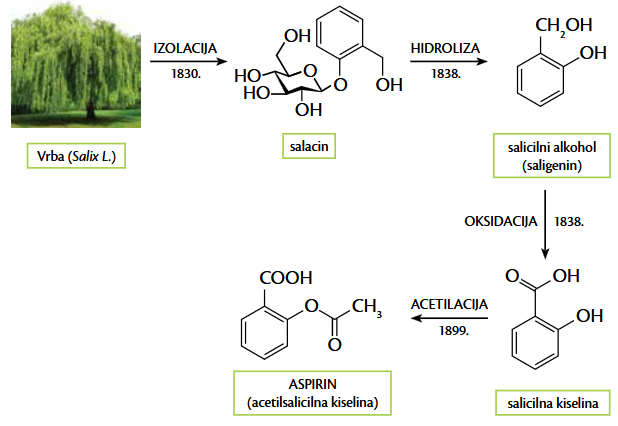 IZOLACIJA
1830.
HIDROLIZA
1838.
OH
HO
HO
OH
O
O
OH
CH2OH
OH
Vrba (Salix L.)
salacin
salicilni alkohol
(saligenin)
OKSIDACIJA
1838.
O
OH
OH
salicilna kiselina
ACETILACIJA
1899.
COOH
O
CH3
O
ASPIRIN
(acetilsalicilna kiselina)